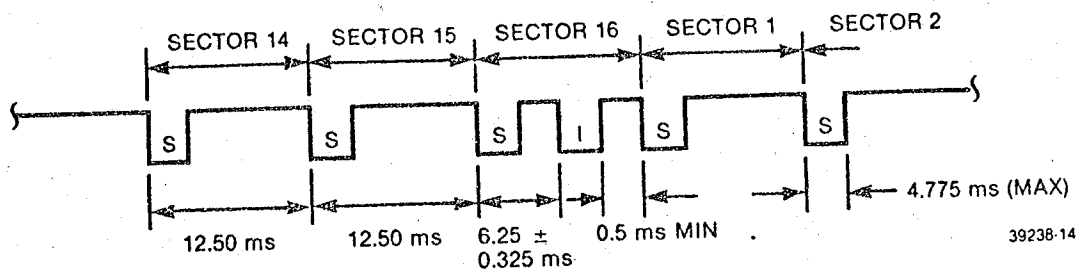 SECTOR 14 SECTOR 15 SECTOR 16 SECTOR 1 SECTOR 2
S S S I S S
12.50 ms 12.50 ms 6.25 ± 0.5 ms MIN 4.775 ms (MAX)
0.325 ms
39238-14